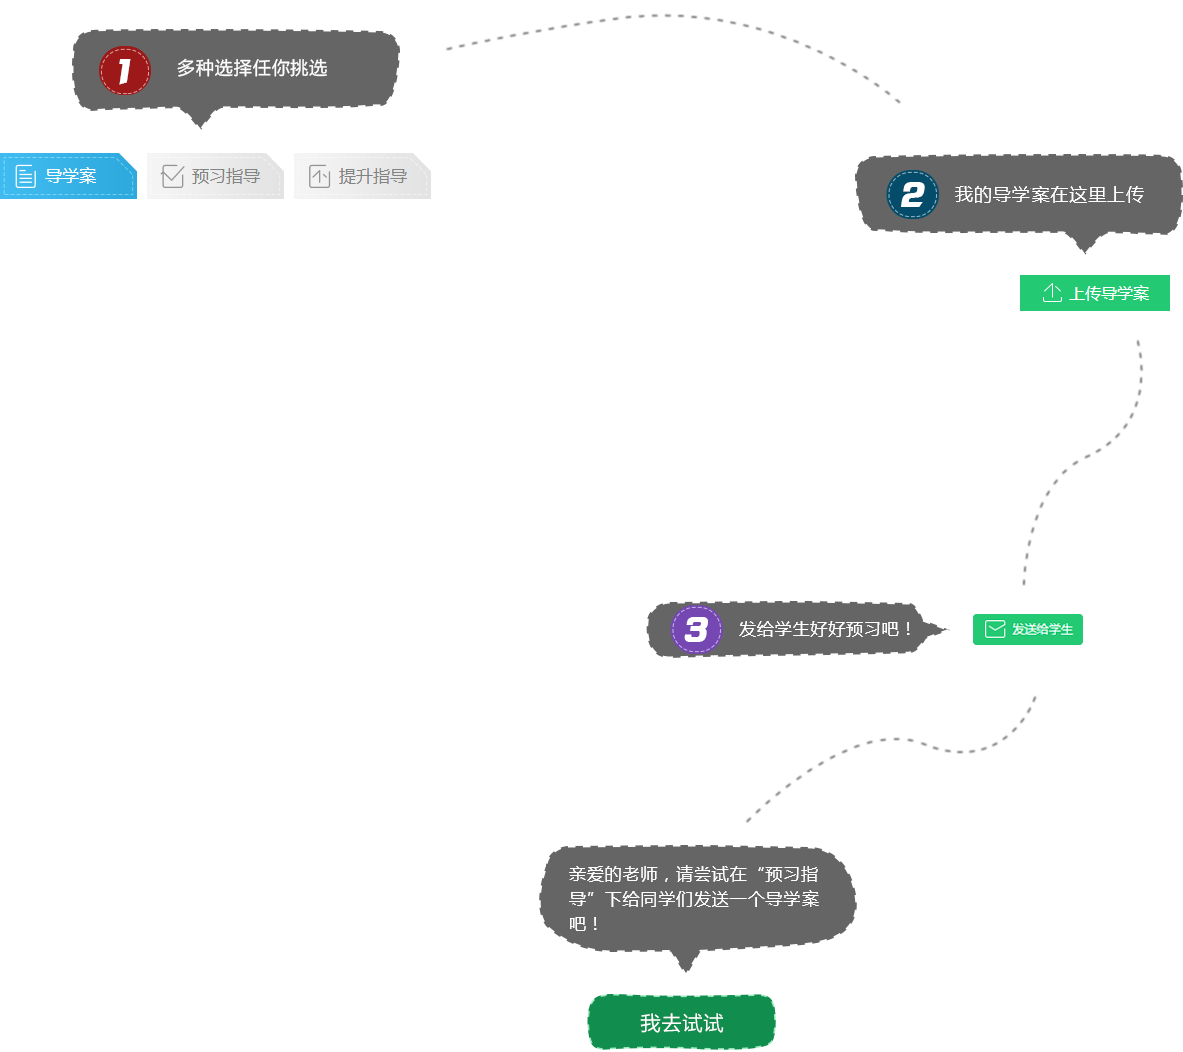 1 多种选择任你挑选
导学案 预习指导 提升指导
2 我的导学案在这里上传
上传导学案
3 发给学生好好预习吧！
发送给学生
亲爱的老师，请尝试在“预习指
导”下给同学们发送一个导学案
吧！
我去试试